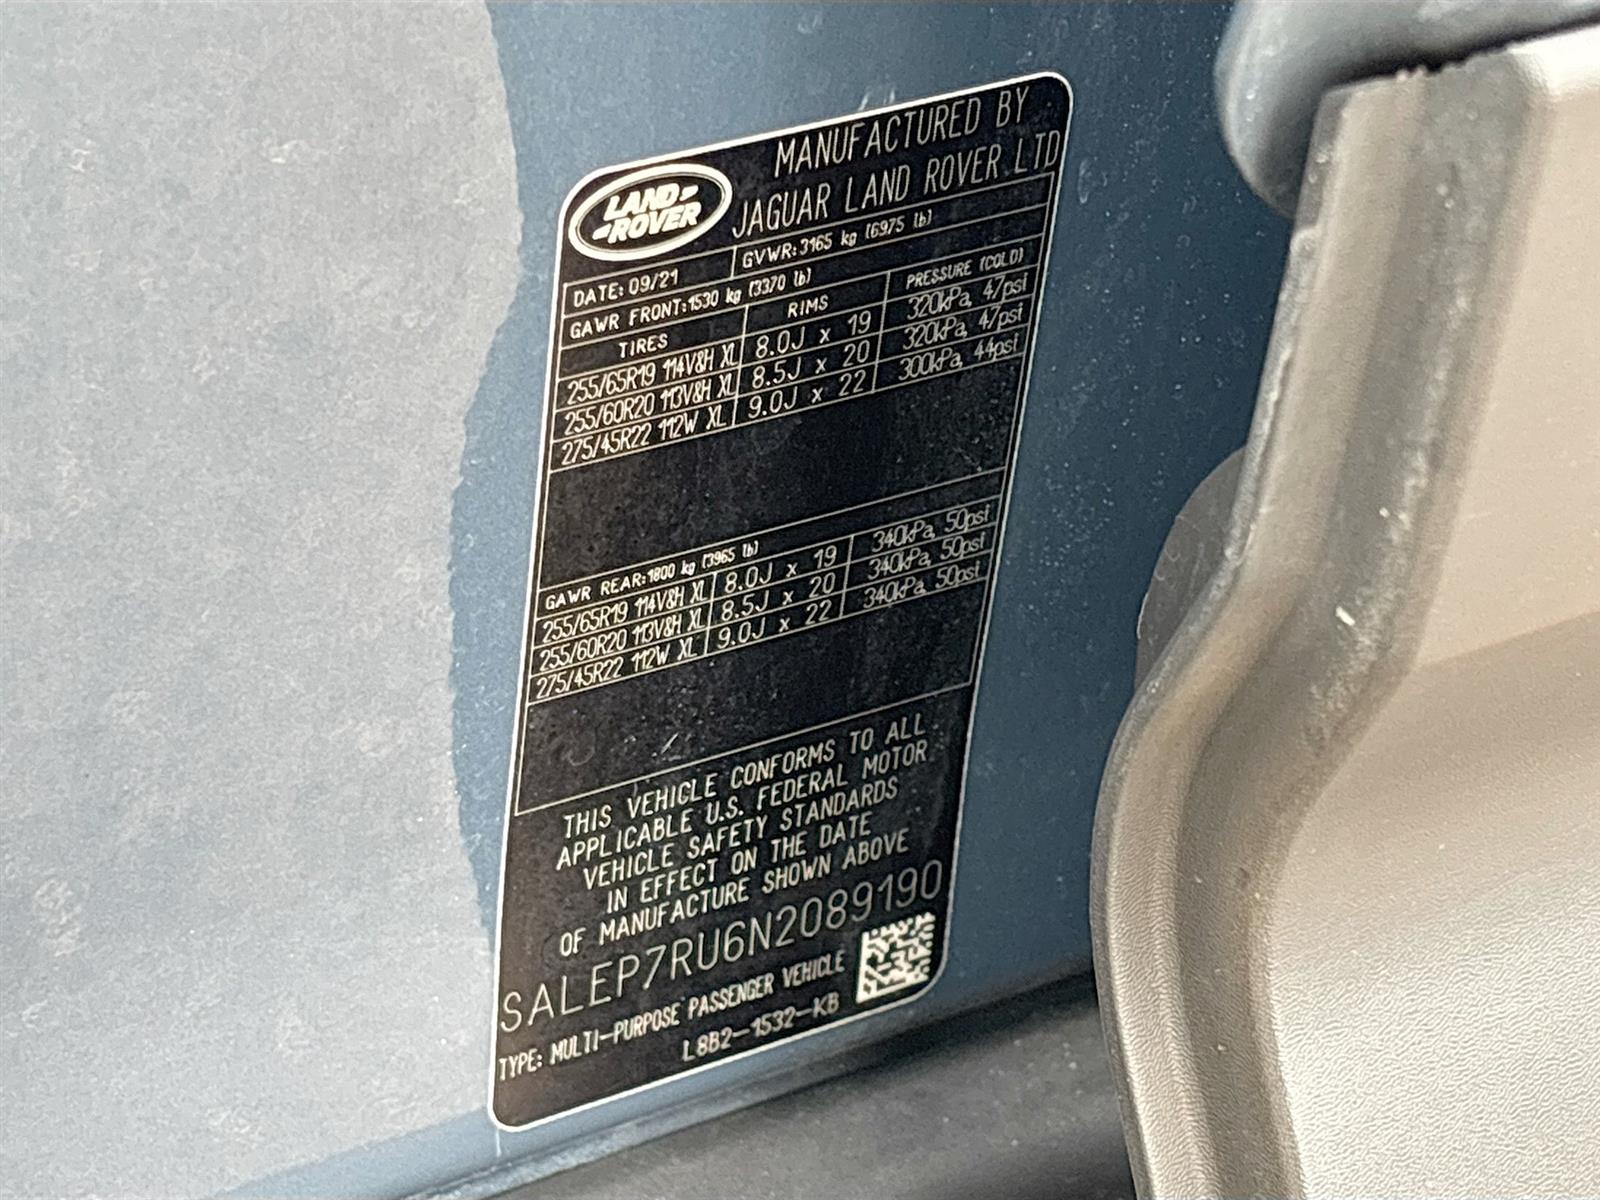 LAND-
-ROVER
MANUFACTURED BY
JAGUAR LAND ROVER LTD
DATE: 09/21 GVWR:3165 kg (6975 lb)
GAWR FRONT:1530 kg (3370 lb)
TIRES RIMS PRESSURE (COLD)
255/65R19 114V&H XL 8.0J x 19 320kPa, 47psi
255/60R20 113V&H XL 8.5J x 20 320kPa, 47psi
275/45R22 112W XL 9.0J x 22 300kPa, 44psi
GAWR REAR:1800 kg (3965 lb)
255/65R19 114V&H XL 8.0J x 19 340kPa, 50psi
255/60R20 113V&H XL 8.5J x 20 340kPa, 50psi
275/45R22 112W XL 9.0J x 22 340kPa, 50psi
THIS VEHICLE CONFORMS TO ALL
APPLICABLE U.S. FEDERAL MOTOR
VEHICLE SAFETY STANDARDS
IN EFFECT ON THE DATE
OF MANUFACTURE SHOWN ABOVE
SALEP7RU6N2089190
TYPE: MULTI-PURPOSE PASSENGER VEHICLE
L8B2-1532-KB